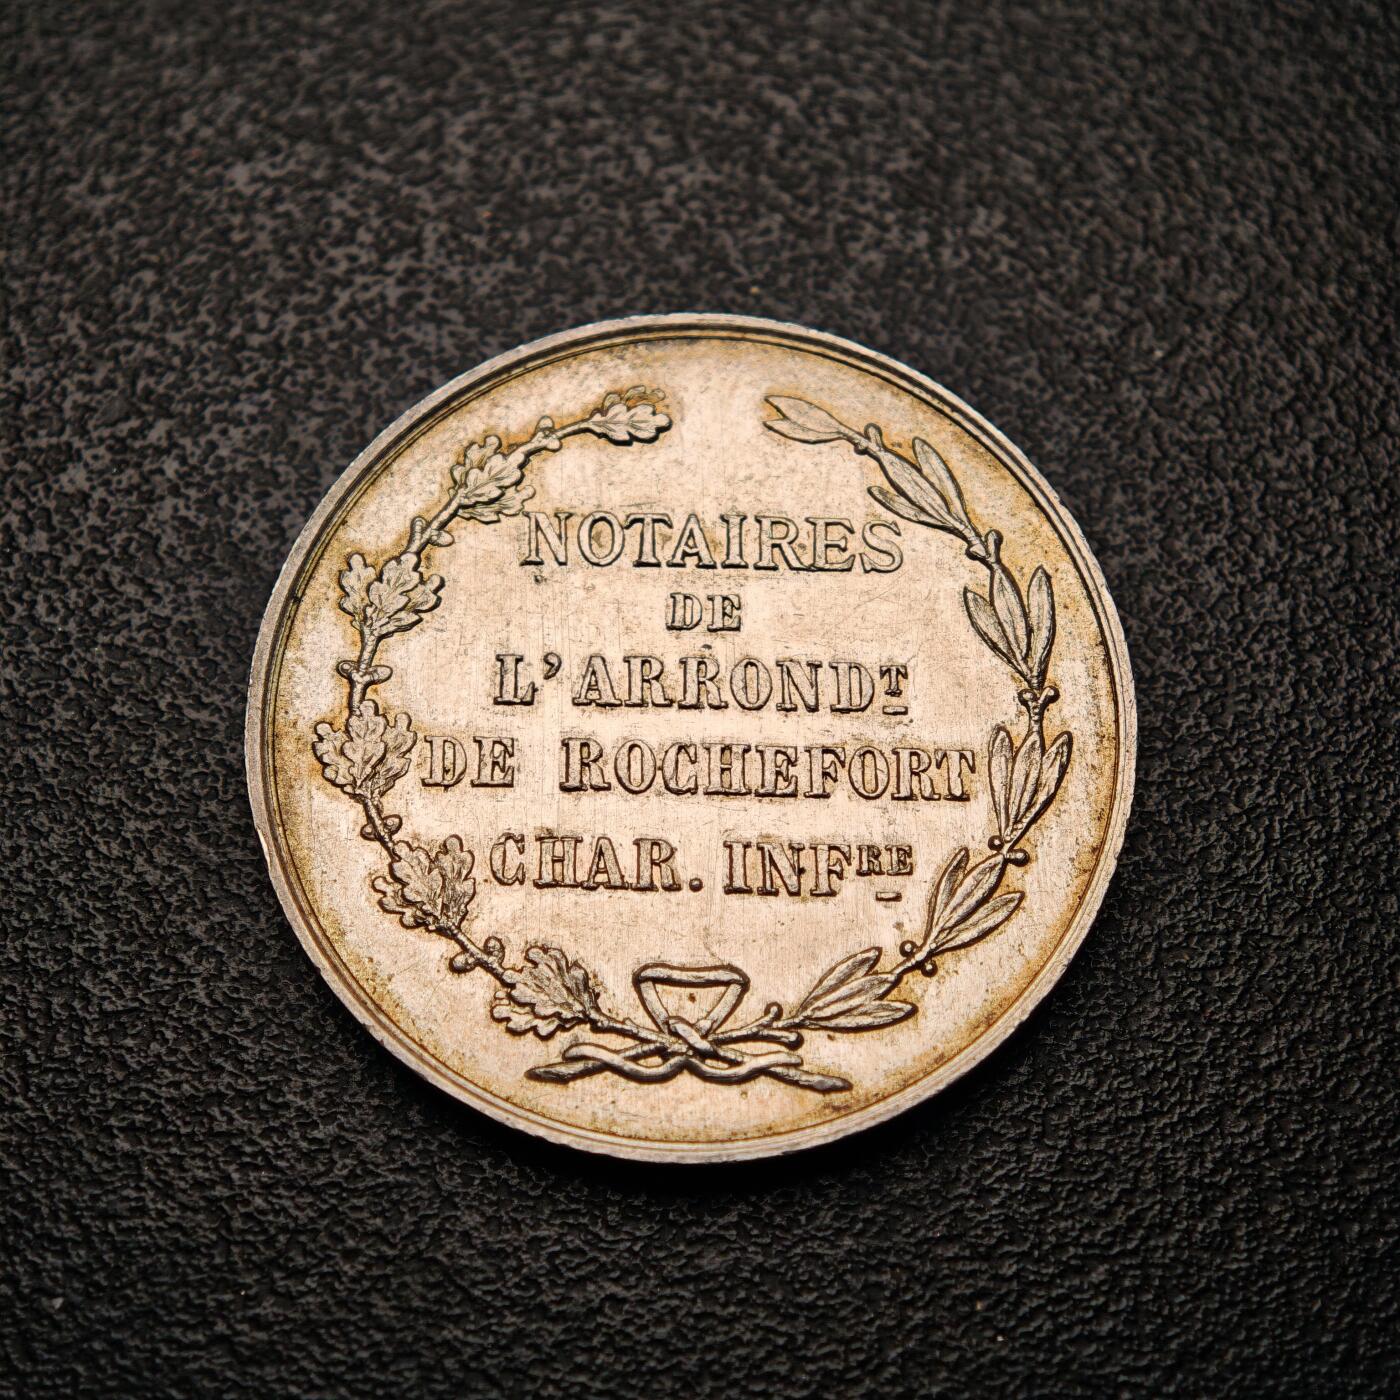 NOTAIRES
DE
L'ARRONDT
DE ROCHEFORT
CHAR. INFRE